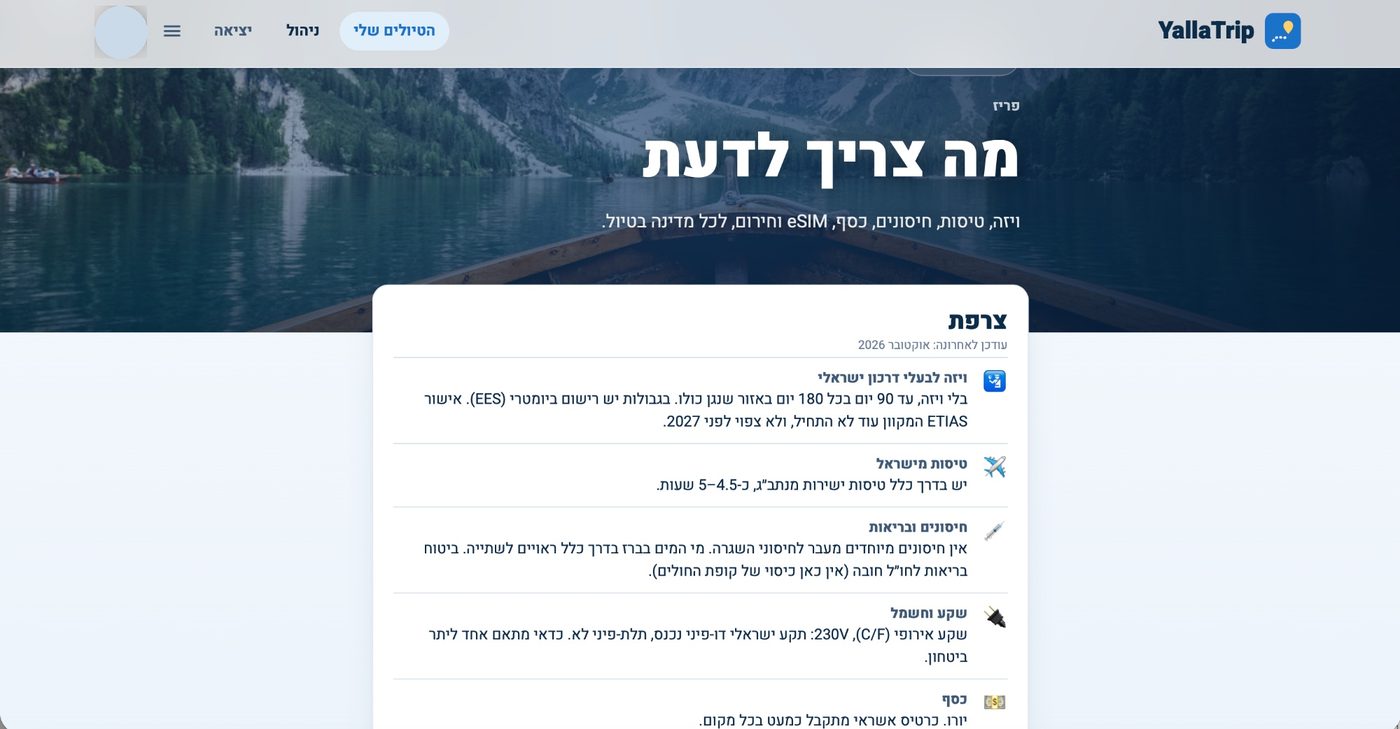 YallaTrip
הטיולים שלי
ניהול
יציאה
פריז
מה צריך לדעת
ויזה, טיסות, חיסונים, כסף, eSIM וחירום, לכל מדינה בטיול.
צרפת
עודכן לאחרונה: אוקטובר 2026
ויזה לבעלי דרכון ישראלי
בלי ויזה, עד 90 יום בכל 180 יום באזור שנגן כולו. בגבולות יש רישום ביומטרי (EES). אישור
ETIAS המקוון עוד לא התחיל, ולא צפוי לפני 2027.
טיסות מישראל
יש בדרך כלל טיסות ישירות מנתב״ג, כ-4.5–5 שעות.
חיסונים ובריאות
אין חיסונים מיוחדים מעבר לחיסוני השגרה. מי המים בברז בדרך כלל ראויים לשתייה. ביטוח
בריאות לחו״ל חובה (אין כאן כיסוי של קופת החולים).
שקע וחשמל
שקע אירופי (C/F), 230V: תקע ישראלי דו-פיני נכנס, תלת-פיני לא. כדאי מתאם אחד ליתר
ביטחון.
כסף
יורו. כרטיס אשראי מתקבל כמעט בכל מקום.